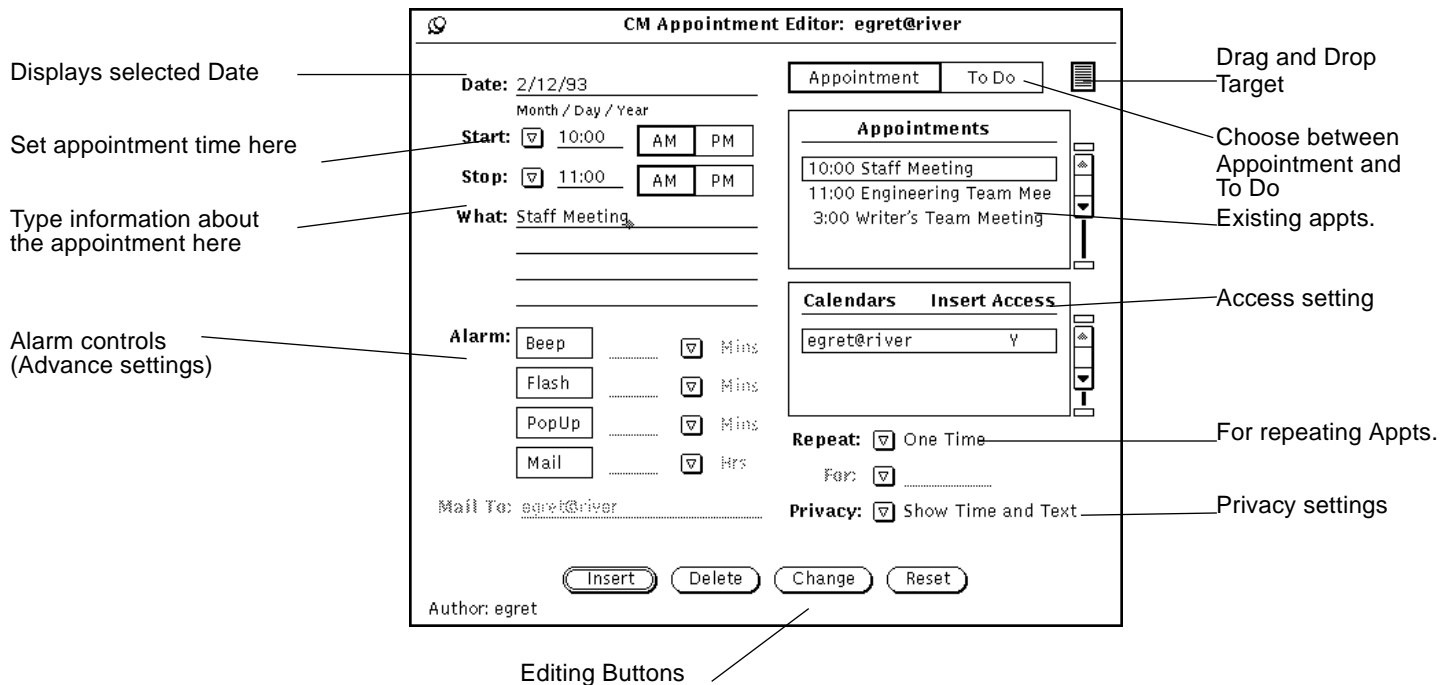 CM Appointment Editor: egret@river
Displays selected Date
Set appointment time here
Type information about
the appointment here
Alarm controls
(Advance settings)
Date: 2/12/93
Month / Day / Year
Start: 10:00 AM PM
Stop: 11:00 AM PM
What: Staff Meeting
Alarm: Beep Mins
Flash Mins
PopUp Mins
Mail Hrs
Mail To: egret@river
Appointment To Do
Appointments
10:00 Staff Meeting
11:00 Engineering Team Mee
3:00 Writer's Team Meeting
Calendars Insert Access
egret@river Y
Repeat: One Time
For:
Privacy: Show Time and Text
Insert Delete Change Reset
Author: egret
Drag and Drop
Target
Choose between
Appointment and
To Do
Existing appts.
Access setting
For repeating Appts.
Privacy settings
Editing Buttons